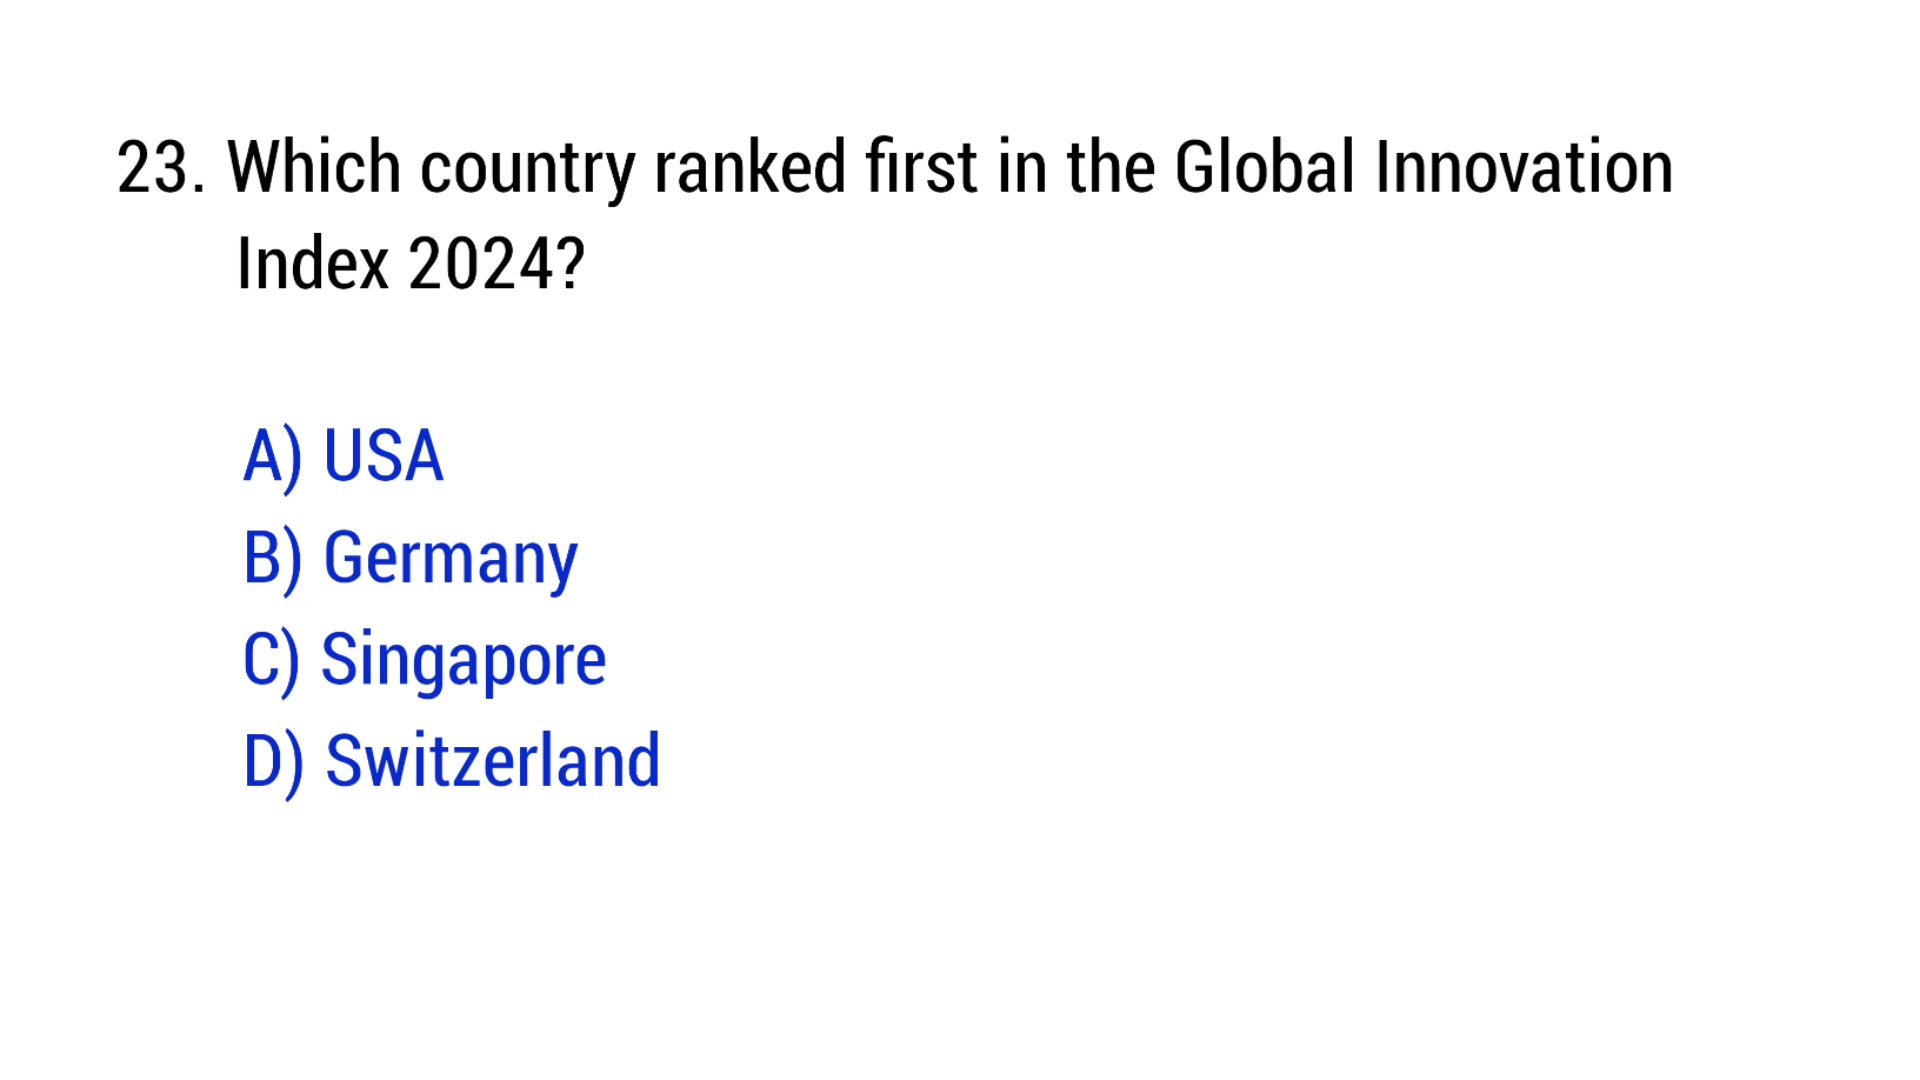 23. Which country ranked first in the Global Innovation
Index 2024?
A) USA
B) Germany
C) Singapore
D) Switzerland